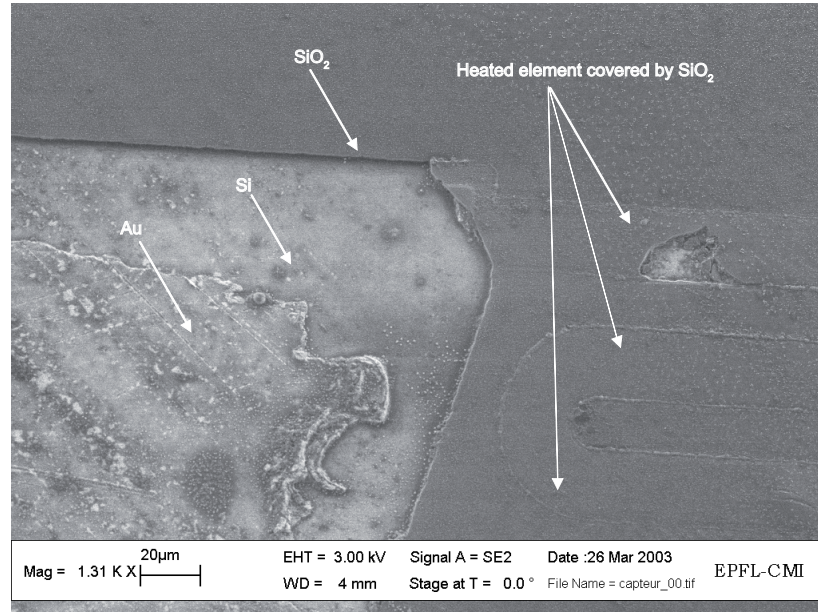 SiO₂
Heated element covered by SiO₂
Si
Au
20µm
Mag = 1.31 K X
EHT = 3.00 kV
Signal A = SE2
Date :26 Mar 2003
WD = 4 mm
Stage at T = 0.0 °
File Name = capteur_00.tif
EPFL-CMI